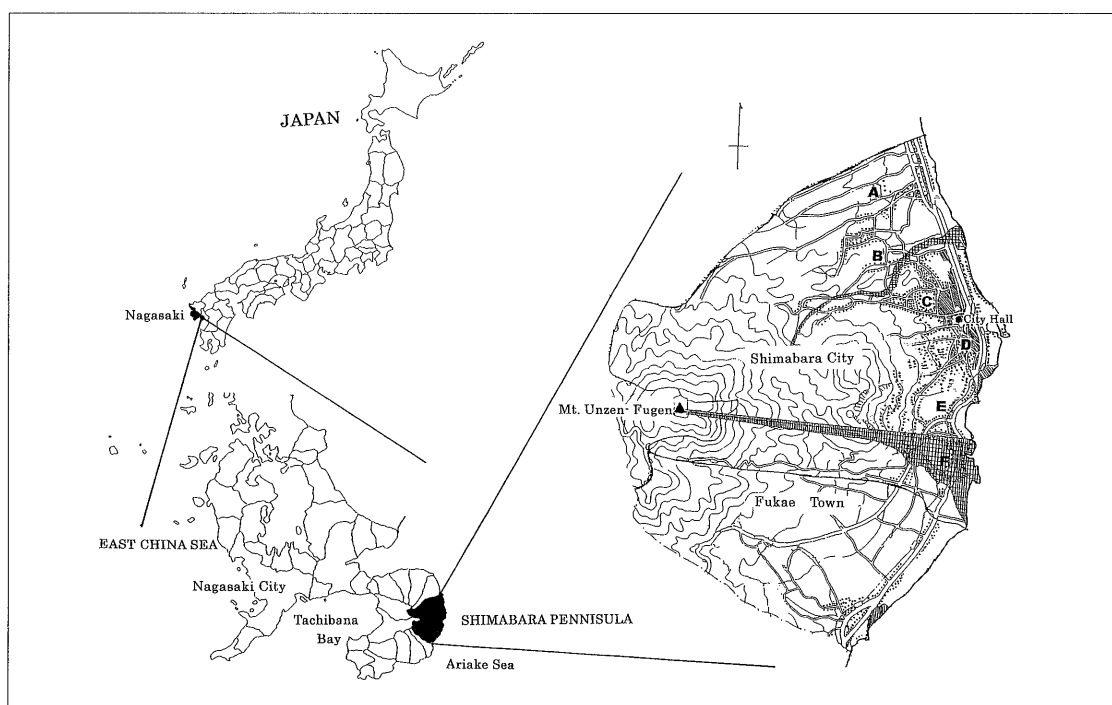 JAPAN
Nagasaki
EAST CHINA SEA
Nagasaki City
Tachibana
Bay
SHIMABARA PENNISULA
Ariake Sea
A
B
C
City Hall
D
Shimabara City
Mt. Unzen-Fugen
E
F
Fukae Town